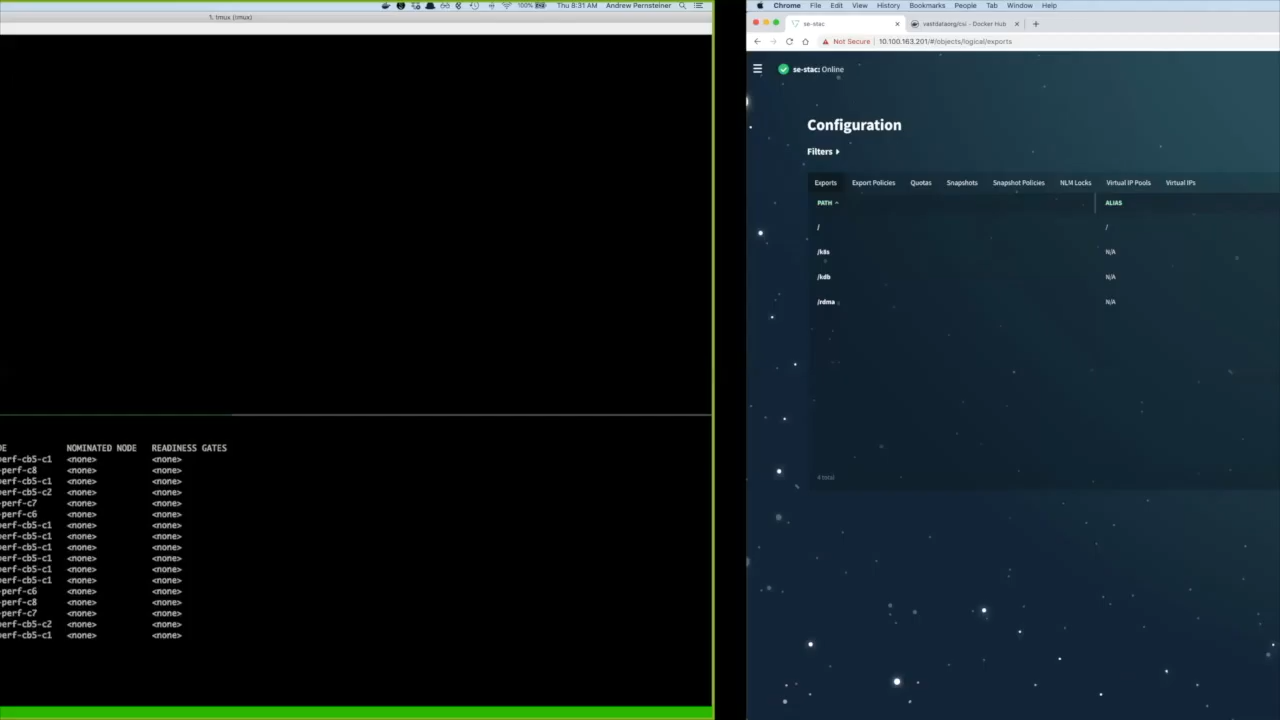 100% Thu 8:31 AM Andrew Pernsteiner
1. tmux (tmux)
DE NOMINATED NODE READINESS GATES
perf-cb5-c1 <none> <none>
-perf-c8 <none> <none>
perf-cb5-c1 <none> <none>
perf-cb5-c2 <none> <none>
-perf-c7 <none> <none>
-perf-c6 <none> <none>
perf-cb5-c1 <none> <none>
perf-cb5-c1 <none> <none>
perf-cb5-c1 <none> <none>
perf-cb5-c1 <none> <none>
perf-cb5-c1 <none> <none>
perf-cb5-c1 <none> <none>
-perf-c6 <none> <none>
-perf-c8 <none> <none>
-perf-c7 <none> <none>
perf-cb5-c2 <none> <none>
perf-cb5-c1 <none> <none>
Chrome File Edit View History Bookmarks People Tab Window Help
se-stac vastdataorg/csi - Docker Hub
Not Secure 10.100.163.201/#/objects/logical/exports
se-stac: Online
Configuration
Filters
Exports Export Policies Quotas Snapshots Snapshot Policies NLM Locks Virtual IP Pools Virtual IPs
PATH ALIAS
/ /
/k8s N/A
/kdb N/A
/rdma N/A
4 total